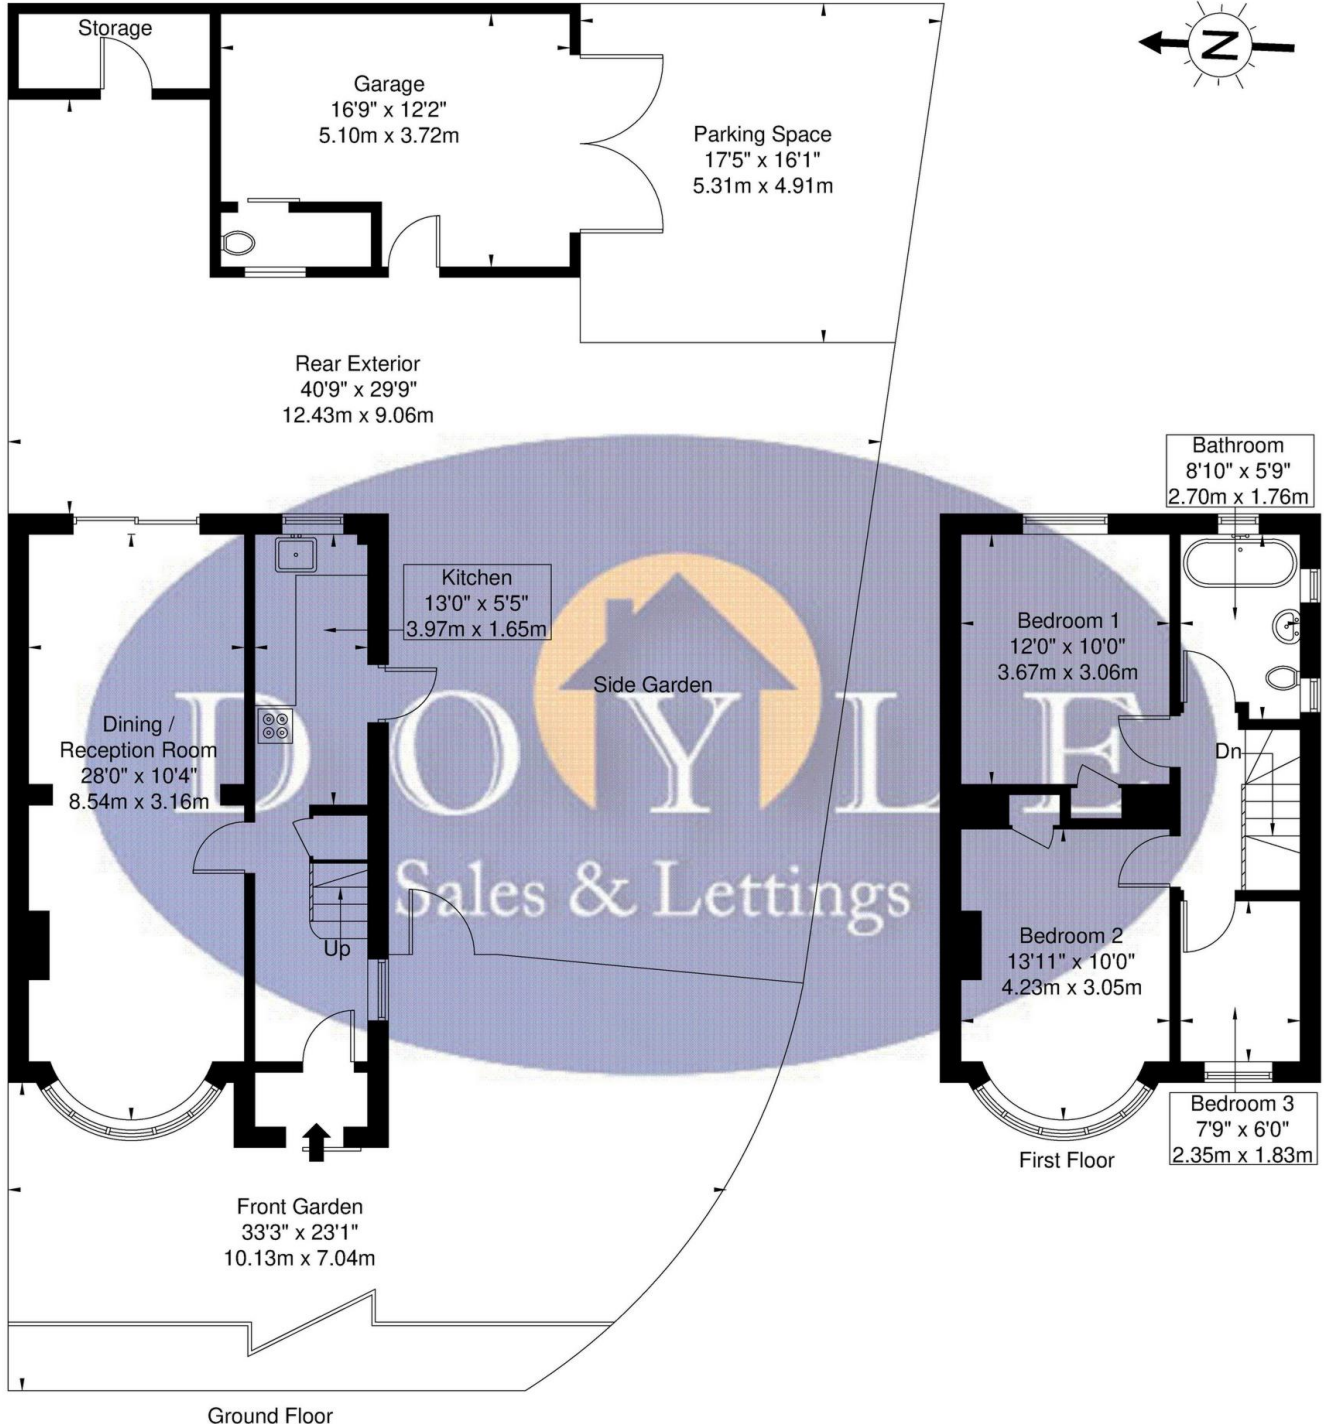 Storage
Garage
16'9" x 12'2"
5.10m x 3.72m
Parking Space
17'5" x 16'1"
5.31m x 4.91m
N
Rear Exterior
40'9" x 29'9"
12.43m x 9.06m
Bathroom
8'10" x 5'9"
2.70m x 1.76m
Kitchen
13'0" x 5'5"
3.97m x 1.65m
Side Garden
Bedroom 1
12'0" x 10'0"
3.67m x 3.06m
Dining /
Reception Room
28'0" x 10'4"
8.54m x 3.16m
DOYLE
Sales & Lettings
Dn
Up
Bedroom 2
13'11" x 10'0"
4.23m x 3.05m
Bedroom 3
7'9" x 6'0"
2.35m x 1.83m
First Floor
Front Garden
33'3" x 23'1"
10.13m x 7.04m
Ground Floor